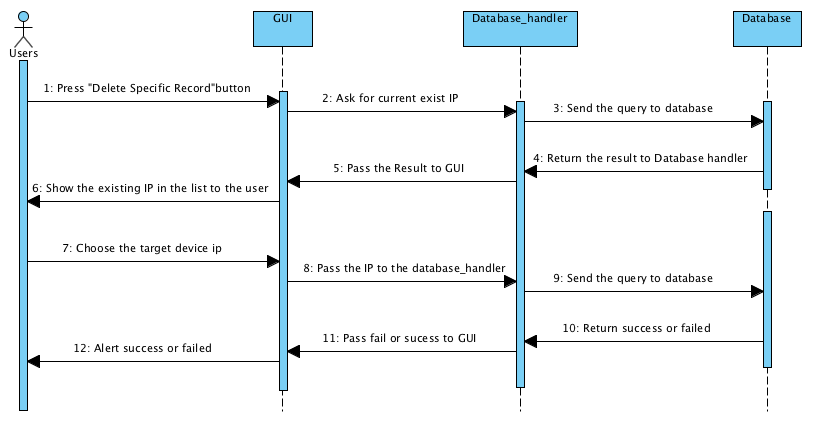 GUI
Database_handler
Database
Users
1: Press "Delete Specific Record"button
2: Ask for current exist IP
3: Send the query to database
4: Return the result to Database handler
5: Pass the Result to GUI
6: Show the existing IP in the list to the user
7: Choose the target device ip
8: Pass the IP to the database_handler
9: Send the query to database
10: Return success or failed
11: Pass fail or sucess to GUI
12: Alert success or failed